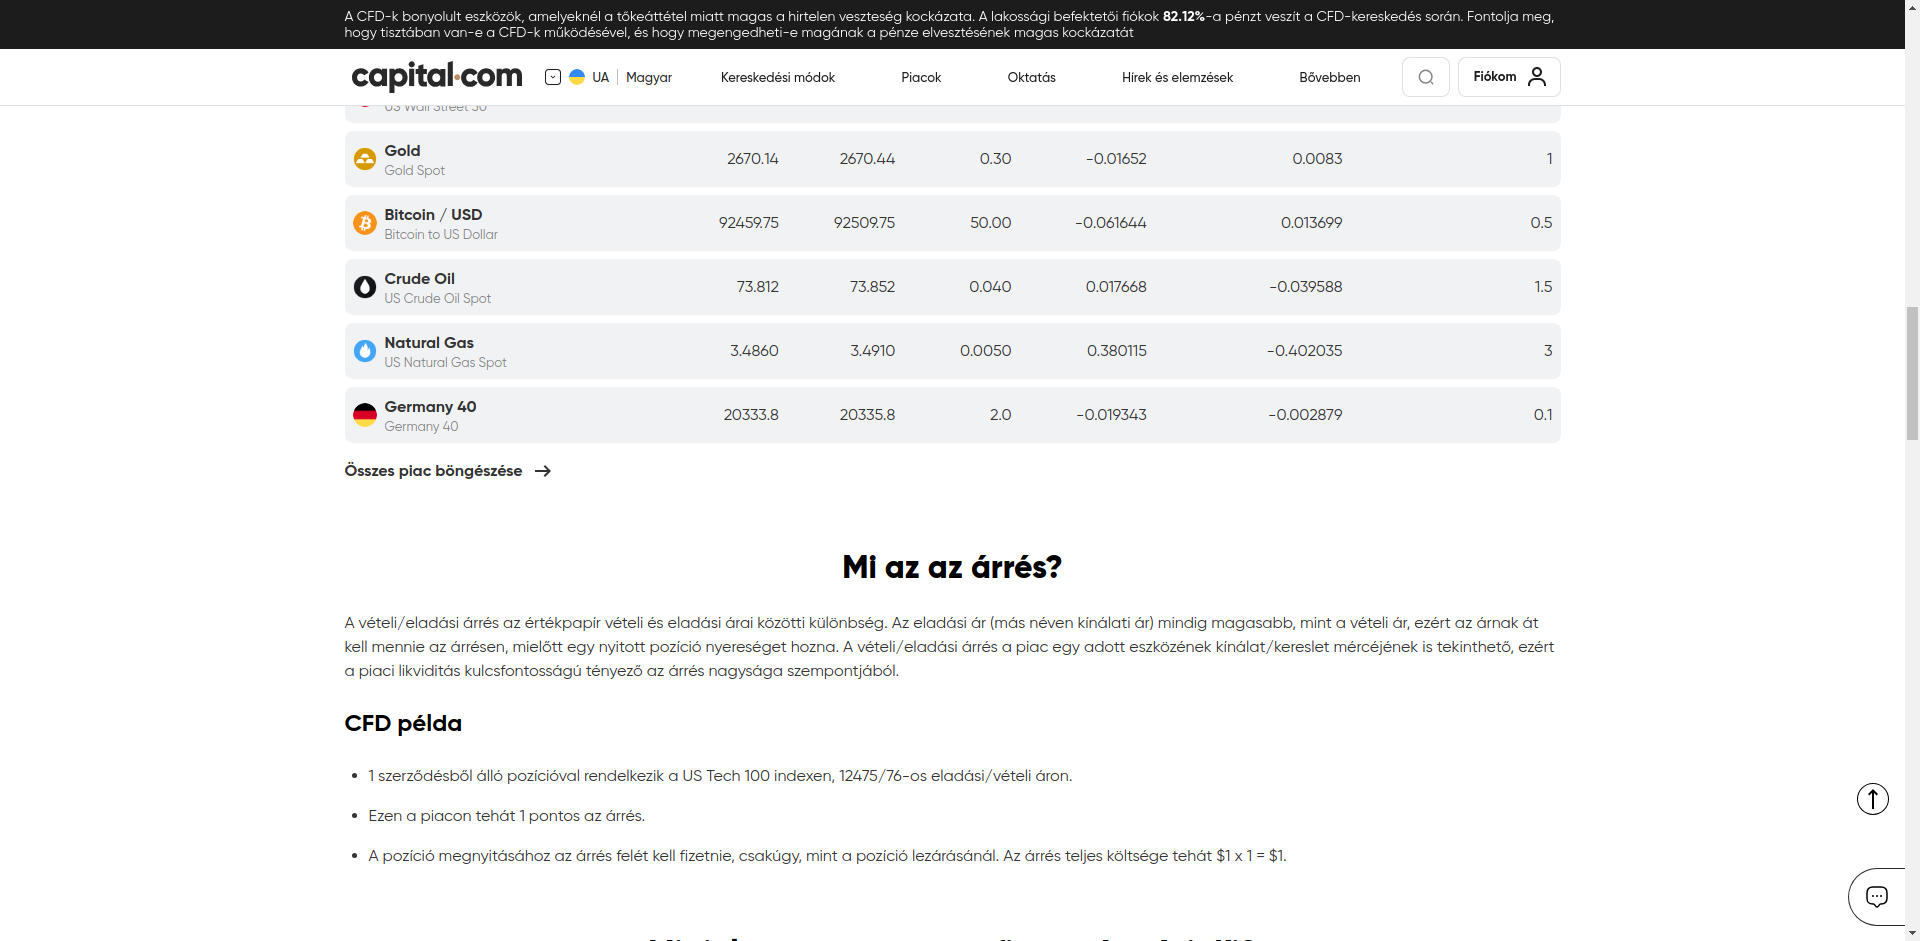 A CFD-k bonyolult eszközök, amelyeknél a tőkeáttétel miatt magas a hirtelen veszteség kockázata. A lakossági befektetői fiókok 82.12%-a pénzt veszít a CFD-kereskedés során. Fontolja meg,
hogy tisztában van-e a CFD-k működésével, és hogy megengedheti-e magának a pénze elvesztésének magas kockázatát
capital.com UA Magyar Kereskedési módok Piacok Oktatás Hírek és elemzések Bővebben Fiókom
US Wall Street 30
Gold
Gold Spot
2670.14 2670.44 0.30 -0.01652 0.0083 1
Bitcoin / USD
Bitcoin to US Dollar
92459.75 92509.75 50.00 -0.061644 0.013699 0.5
Crude Oil
US Crude Oil Spot
73.812 73.852 0.040 0.017668 -0.039588 1.5
Natural Gas
US Natural Gas Spot
3.4860 3.4910 0.0050 0.380115 -0.402035 3
Germany 40
Germany 40
20333.8 20335.8 2.0 -0.019343 -0.002879 0.1
Összes piac böngészése
Mi az az árrés?
A vételi/eladási árrés az értékpapír vételi és eladási árai közötti különbség. Az eladási ár (más néven kínálati ár) mindig magasabb, mint a vételi ár, ezért az árnak át
kell mennie az árrésen, mielőtt egy nyitott pozíció nyereséget hozna. A vételi/eladási árrés a piac egy adott eszközének kínálat/kereslet mércéjének is tekinthető, ezért
a piaci likviditás kulcsfontosságú tényező az árrés nagysága szempontjából.
CFD példa
• 1 szerződésből álló pozícióval rendelkezik a US Tech 100 indexen, 12475/76-os eladási/vételi áron.
• Ezen a piacon tehát 1 pontos az árrés.
• A pozíció megnyitásához az árrés felét kell fizetnie, csakúgy, mint a pozíció lezárásánál. Az árrés teljes költsége tehát $1 x 1 = $1.